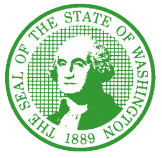 THE SEAL OF THE STATE OF WASHINGTON
1889